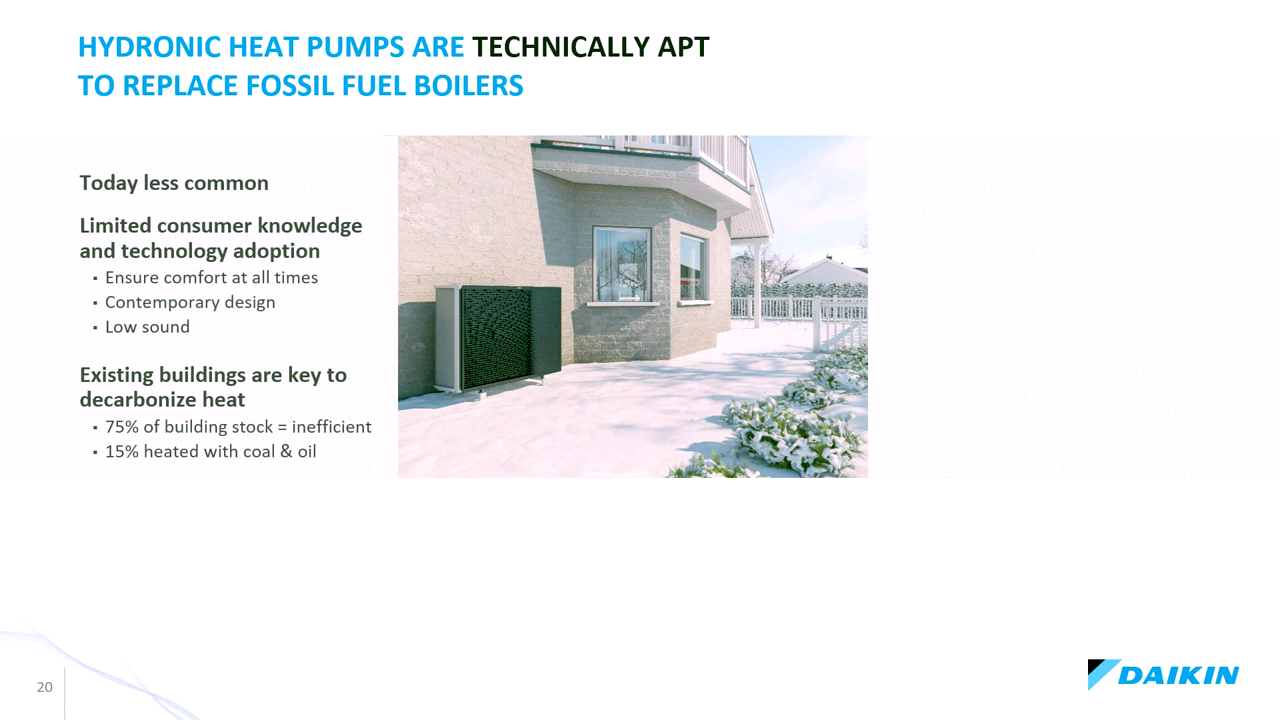 HYDRONIC HEAT PUMPS ARE TECHNICALLY APT
TO REPLACE FOSSIL FUEL BOILERS
Today less common
Limited consumer knowledge
and technology adoption
▪ Ensure comfort at all times
▪ Contemporary design
▪ Low sound
Existing buildings are key to
decarbonize heat
▪ 75% of building stock = inefficient
▪ 15% heated with coal & oil
20
DAIKIN